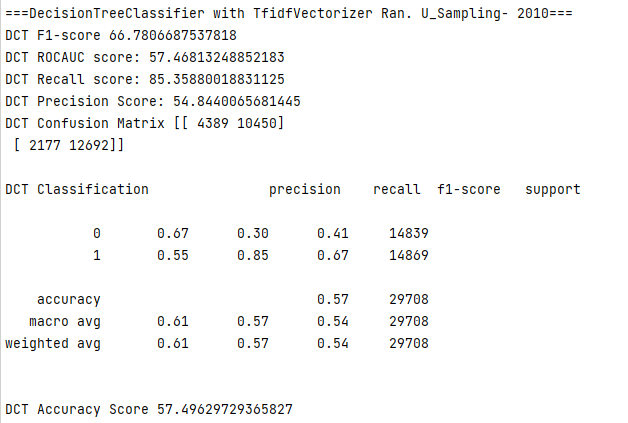 ===DecisionTreeClassifier with TfidfVectorizer Ran. U_Sampling- 2010===
DCT F1-score 66.7806687537818
DCT ROCAUC score: 57.46813248852183
DCT Recall score: 85.35880018831125
DCT Precision Score: 54.8440065681445
DCT Confusion Matrix [[ 4389 10450]
 [ 2177 12692]]
DCT Classification               precision    recall  f1-score   support
           0       0.67      0.30      0.41     14839
           1       0.55      0.85      0.67     14869
    accuracy                           0.57     29708
   macro avg       0.61      0.57      0.54     29708
weighted avg       0.61      0.57      0.54     29708
DCT Accuracy Score 57.49629729365827